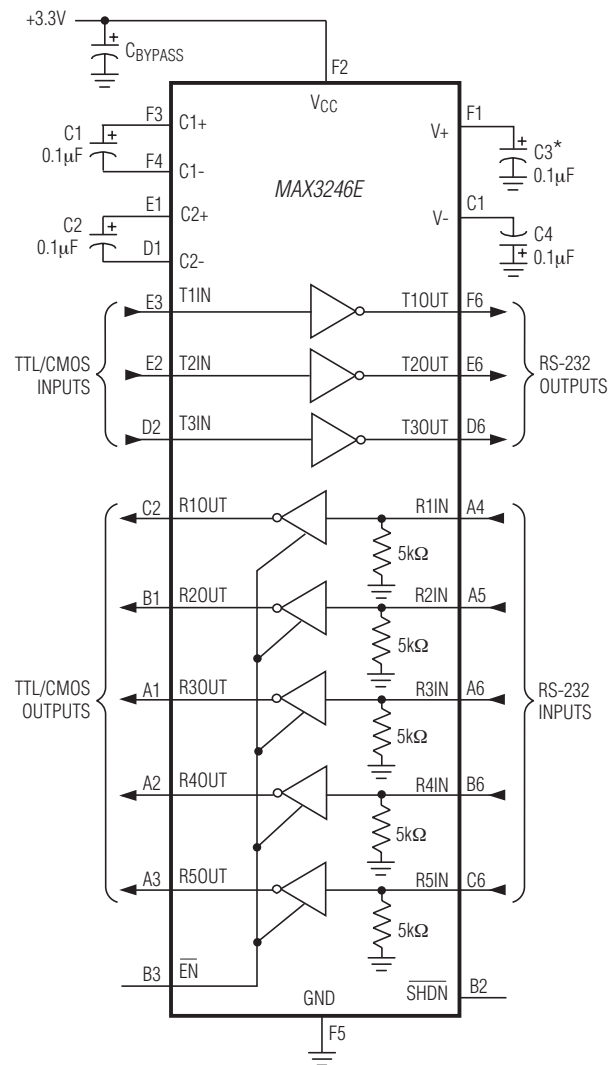 +3.3V
CBYPASS
F2
VCC
F3
C1+
C1
0.1µF
F4
C1-
F1
V+
C3*
0.1µF
MAX3246E
E1
C2+
C2
0.1µF
D1
C2-
C1
V-
C4
0.1µF
E3 T1IN T1OUT F6
E2 T2IN T2OUT E6
D2 T3IN T3OUT D6
TTL/CMOS
INPUTS
RS-232
OUTPUTS
C2 R1OUT R1IN A4
5kΩ
B1 R2OUT R2IN A5
5kΩ
A1 R3OUT R3IN A6
5kΩ
A2 R4OUT R4IN B6
5kΩ
A3 R5OUT R5IN C6
5kΩ
TTL/CMOS
OUTPUTS
RS-232
INPUTS
B3 EN
GND
SHDN B2
F5